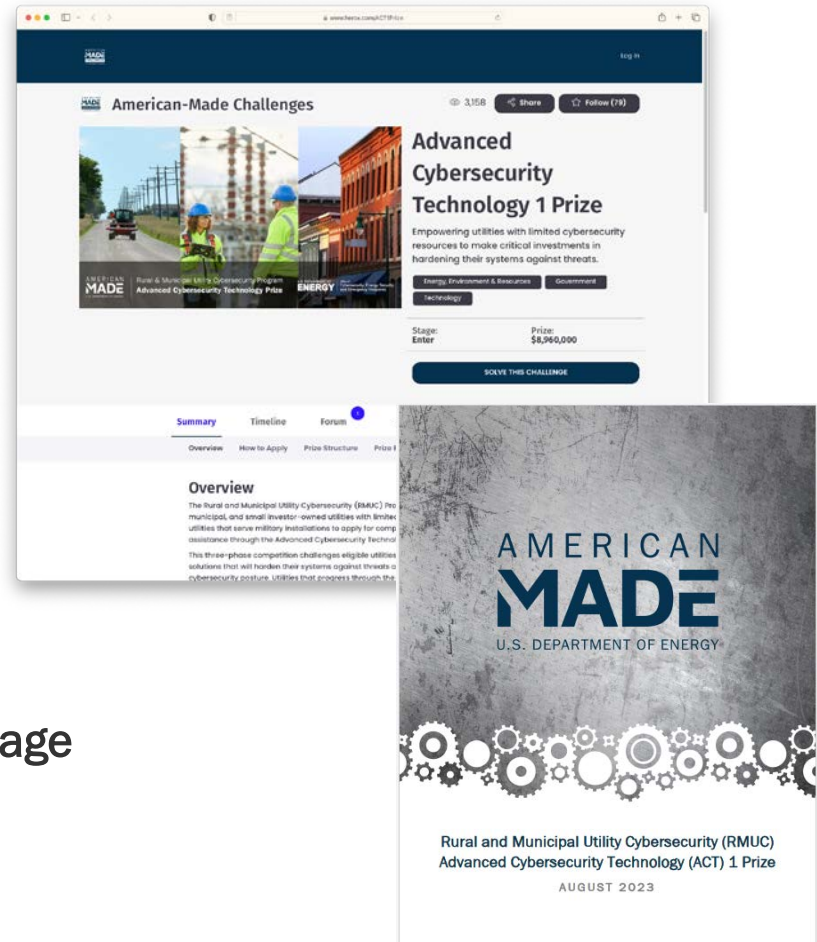 www.herox.com/ACT1Prize
AMERICAN
MADE
Log in
AMERICAN
MADE
American-Made Challenges
3,158
Share
Follow (79)
Advanced
Cybersecurity
Technology 1 Prize
Empowering utilities with limited cybersecurity
resources to make critical investments in
hardening their systems against threats.
Energy, Environment & Resources
Government
Technology
AMERICAN
MADE
Rural & Municipal Utility Cybersecurity Program
Advanced Cybersecurity Technology Prize
ENERGY
Stage:
Enter
Prize:
$8,960,000
SOLVE THIS CHALLENGE
Summary
Timeline
Forum
1
Overview
How to Apply
Prize Structure
Prize
Overview
The Rural and Municipal Utility Cybersecurity (RMUC) Pro
municipal, and small investor-owned utilities with limite
utilities that serve military installations to apply for comp
assistance through the Advanced Cybersecurity Technol
This three-phase competition challenges eligible utilities
solutions that will harden their systems against threats a
cybersecurity posture. Utilities that progress through the
age
AMERICAN
MADE
U.S. DEPARTMENT OF ENERGY
Rural and Municipal Utility Cybersecurity (RMUC)
Advanced Cybersecurity Technology (ACT) 1 Prize
AUGUST 2023